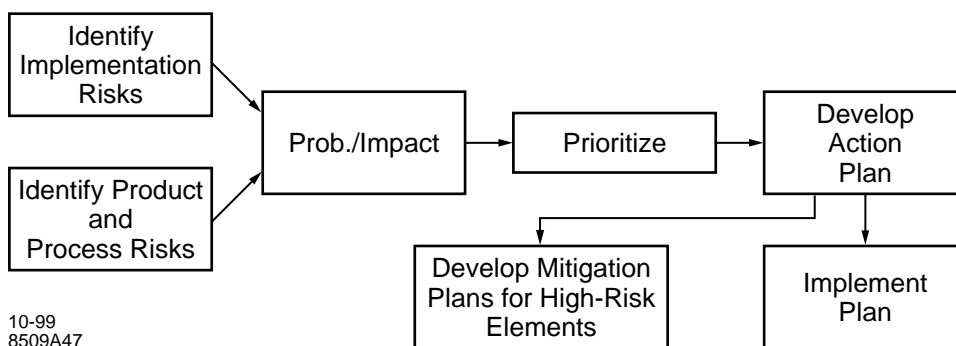 Identify
Implementation
Risks
Identify Product
and
Process Risks
Prob./Impact
Prioritize
Develop
Action
Plan
Develop Mitigation
Plans for High-Risk
Elements
Implement
Plan
10-99
8509A47